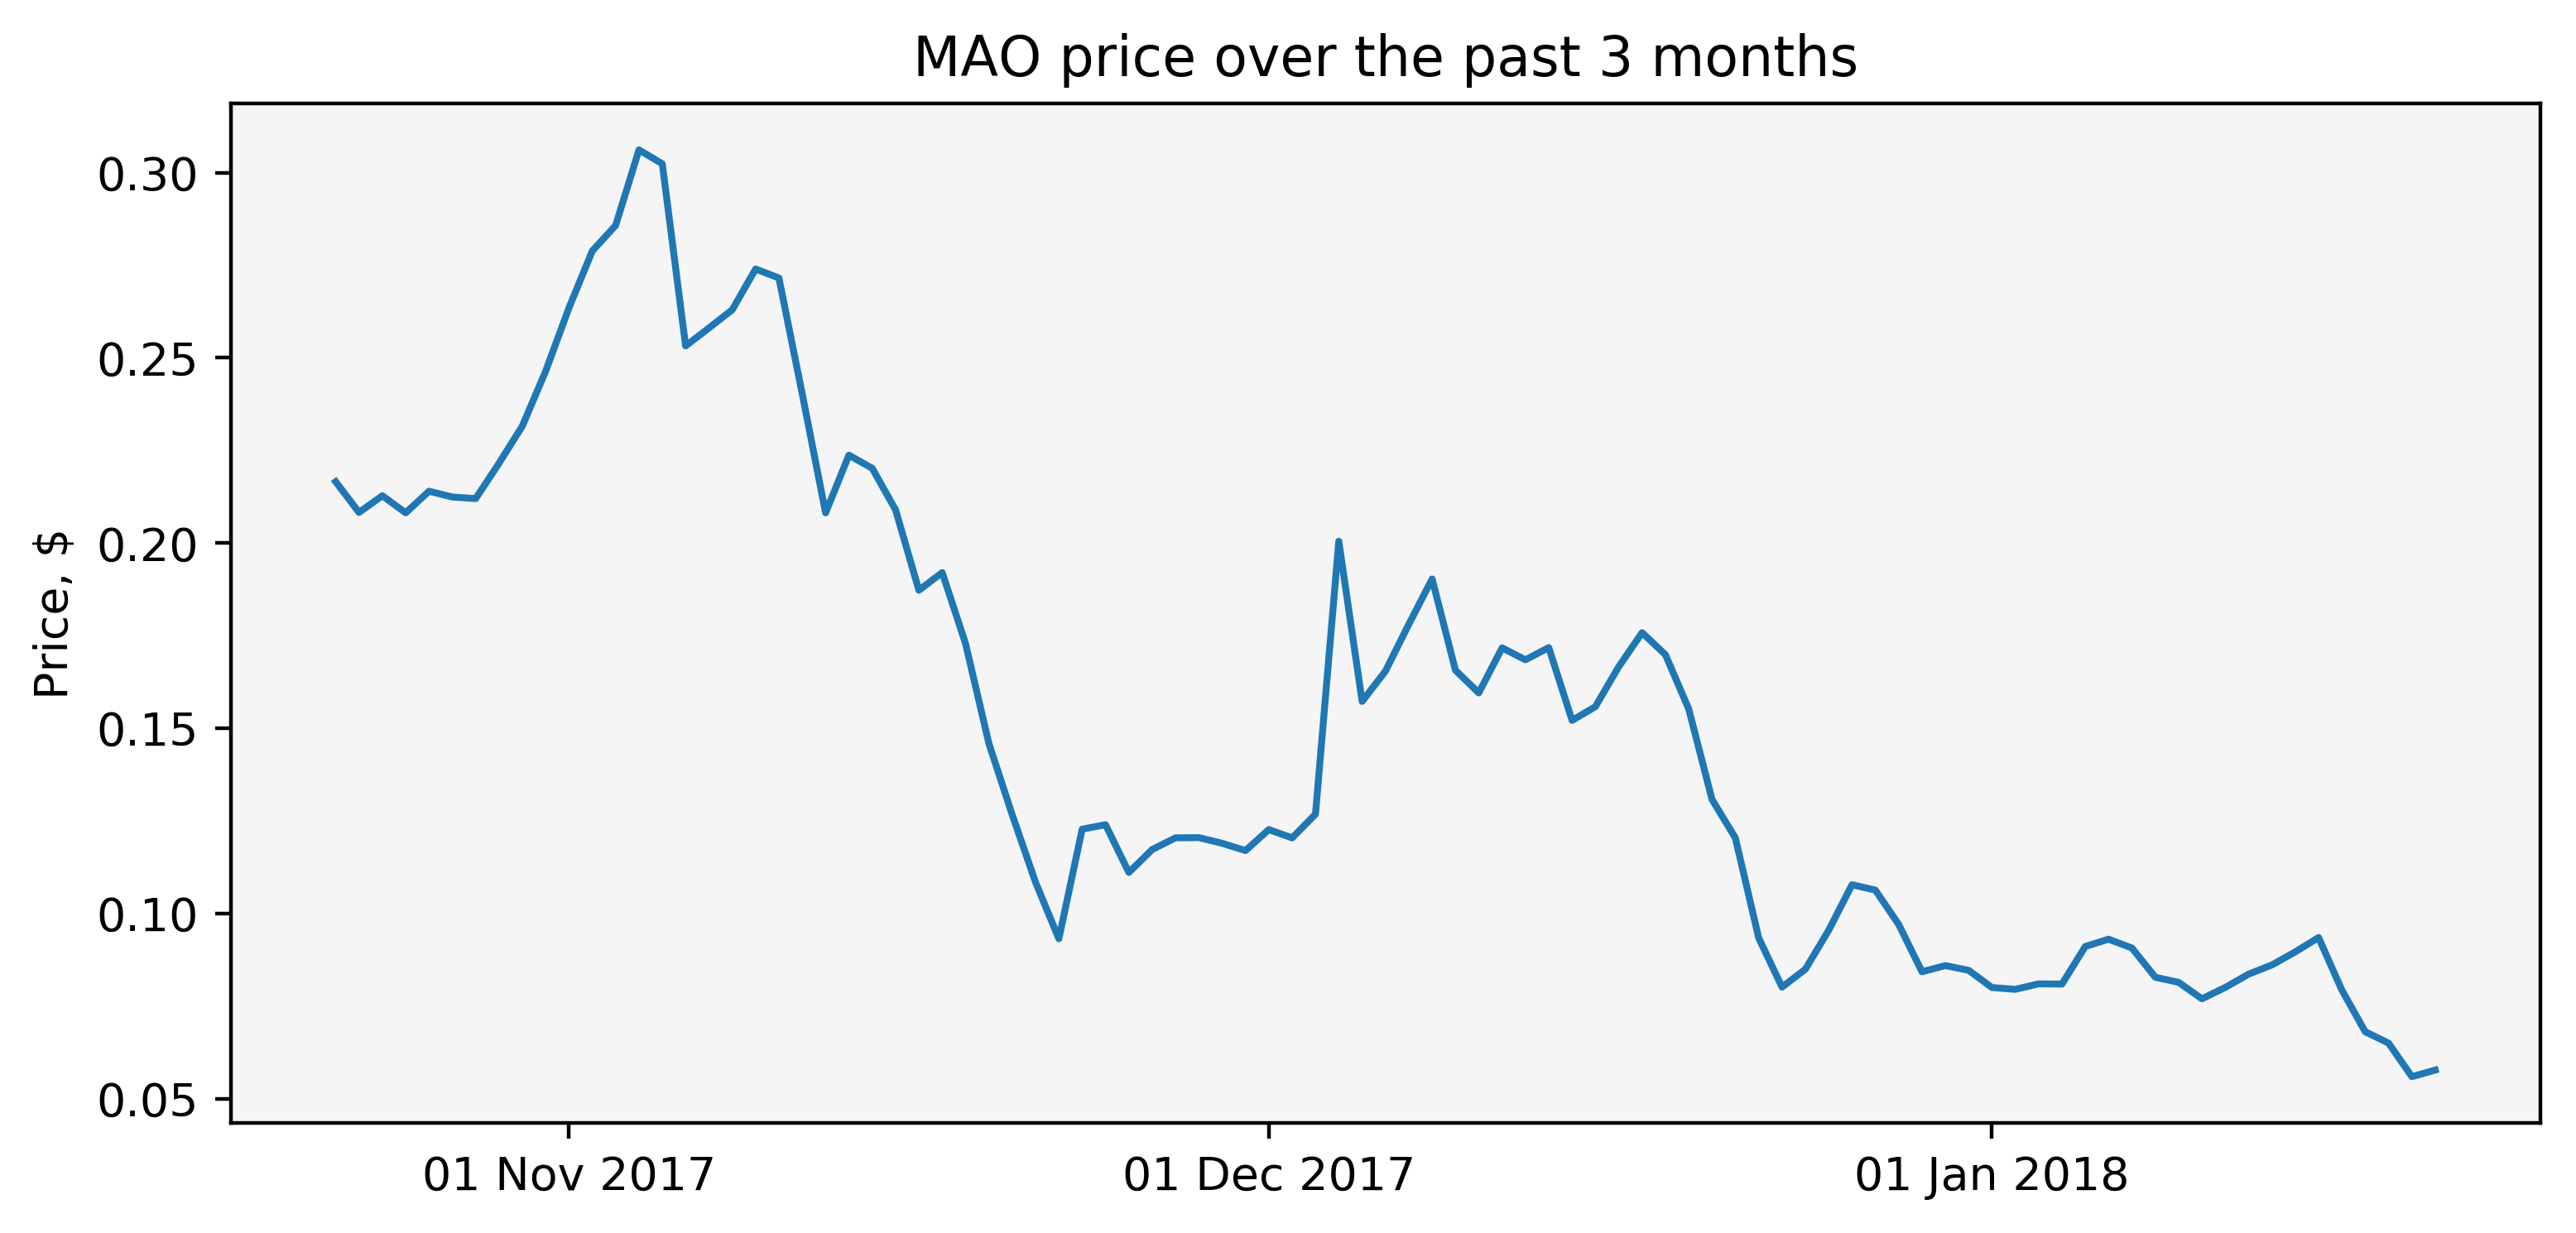 MAO price over the past 3 months
Price, $
0.30
0.25
0.20
0.15
0.10
0.05
01 Nov 2017
01 Dec 2017
01 Jan 2018